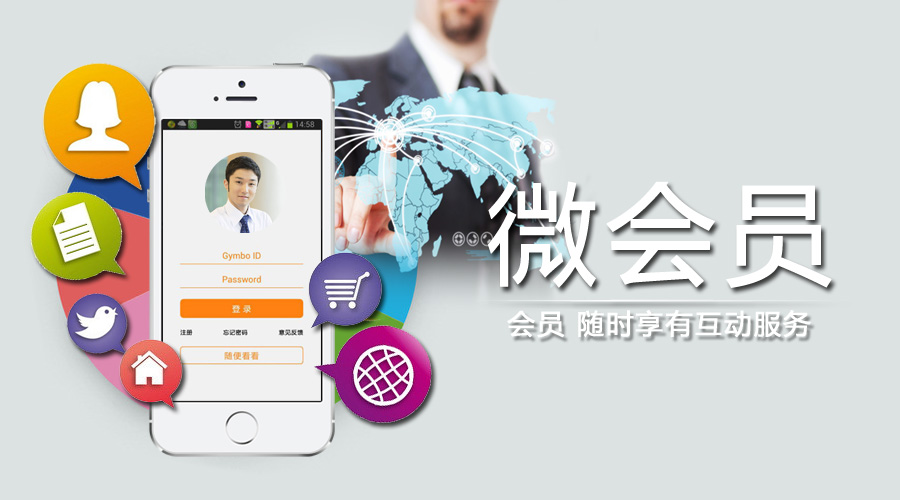 14:58
Gymbo ID
Password
登录
注册 忘记密码 意见反馈
随便看看
微会员
会员 随时享有互动服务